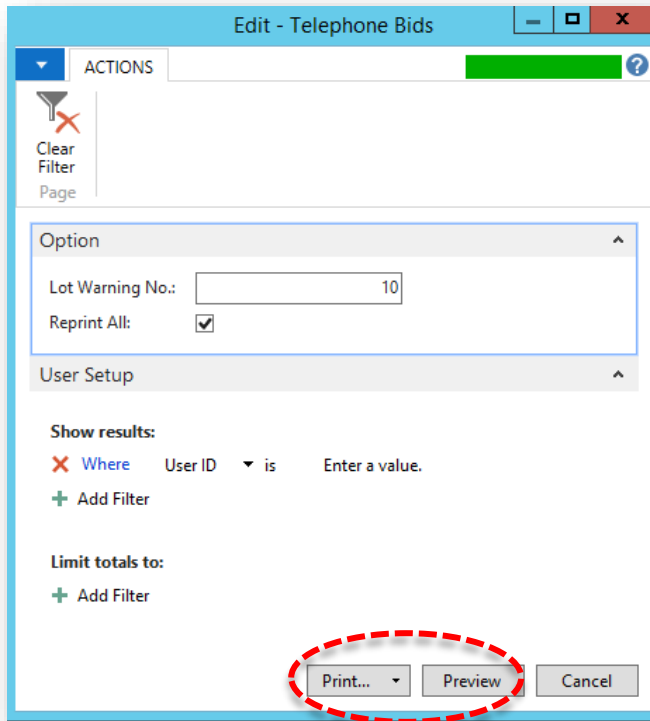 Edit - Telephone Bids
ACTIONS
Clear
Filter
Page
Option
Lot Warning No.: 10
Reprint All:
User Setup
Show results:
Where User ID is Enter a value.
Add Filter
Limit totals to:
Add Filter
Print... Preview Cancel